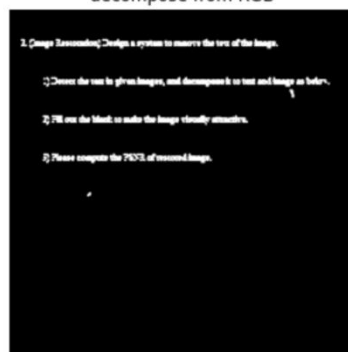 decompose from RGB
2. [Image Restoration] Design a system to remove the text of the image.
1) Detect the text in given images, and decompose it to text and image as below.
2) Fill out the blank to make the image visually attractive.
3) Please compute the PSNR of restored image.